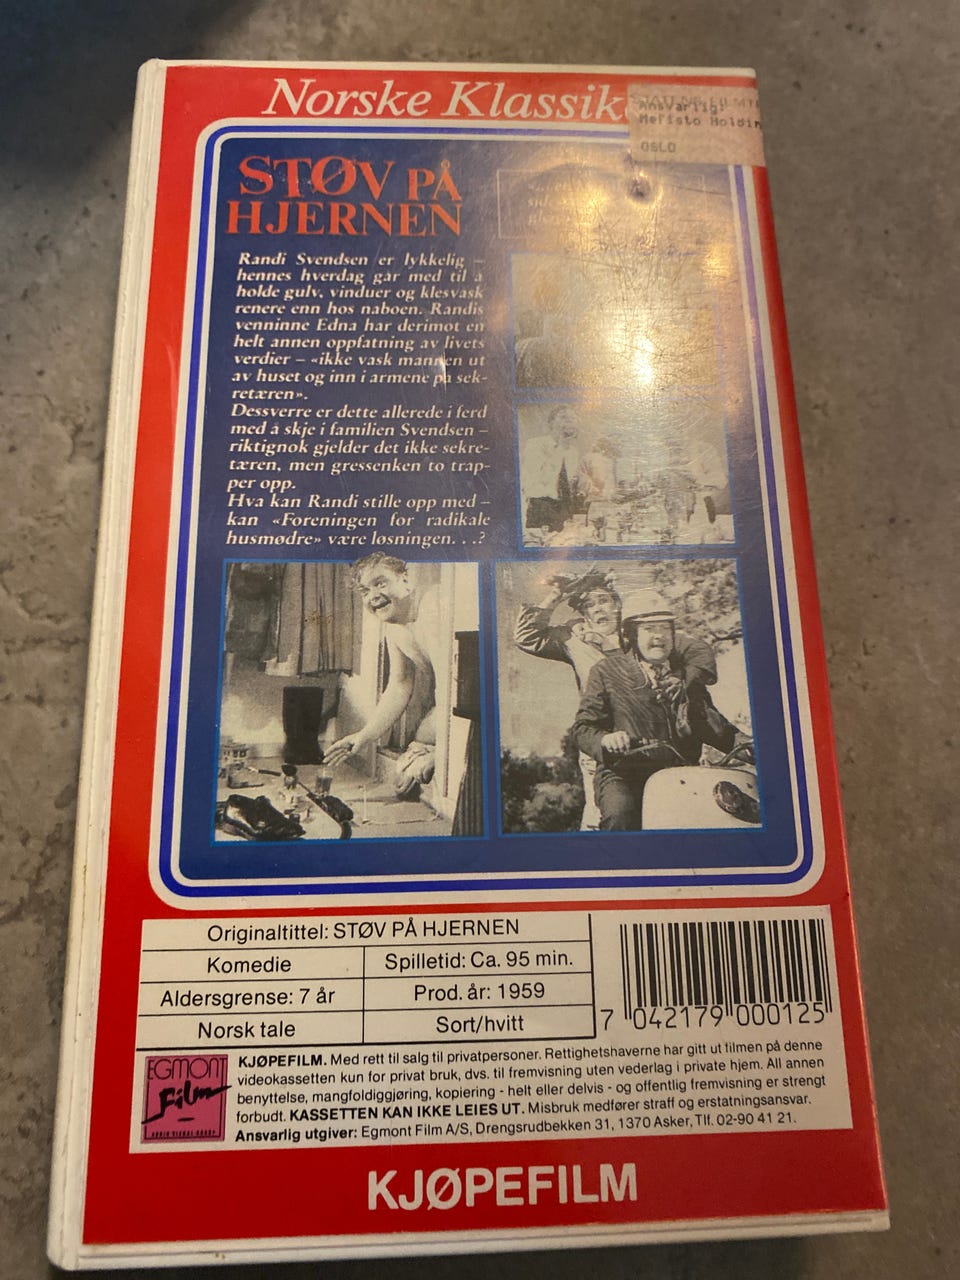 Norske Klassik
STATENS FILMTI
Ansvarlig:
Mefisto Holdin
OSLO
STØV PÅ
HJERNEN
Randi Svendsen er lykkelig –
hennes hverdag går med til å
holde gulv, vinduer og klesvask
renere enn hos naboen. Randis
venninne Edna har derimot en
helt annen oppfatning av livets
verdier – «ikke vask mannen ut
av huset og inn i armene på sek-
retæren».
Dessverre er dette allerede i ferd
med å skje i familien Svendsen –
riktignok gjelder det ikke sekre-
tæren, men gressenken to trap-
per opp.
Hva kan Randi stille opp med –
kan «Foreningen for radikale
husmødre» være løsningen. . .?
Originaltittel: STØV PÅ HJERNEN
Komedie
Spilletid: Ca. 95 min.
Aldersgrense: 7 år
Prod. år: 1959
Norsk tale
Sort/hvitt
7 042179 000125
EGMONT
Film
KJØPEFILM. Med rett til salg til privatpersoner. Rettighetshaverne har gitt ut filmen på denne
videokassetten kun for privat bruk, dvs. til fremvisning uten vederlag i private hjem. All annen
benyttelse, mangfoldiggjøring, kopiering - helt eller delvis - og offentlig fremvisning er strengt
forbudt. KASSETTEN KAN IKKE LEIES UT. Misbruk medfører straff og erstatningsansvar.
Ansvarlig utgiver: Egmont Film A/S, Drengsrudbekken 31, 1370 Asker, Tlf. 02-90 41 21.
KJØPEFILM